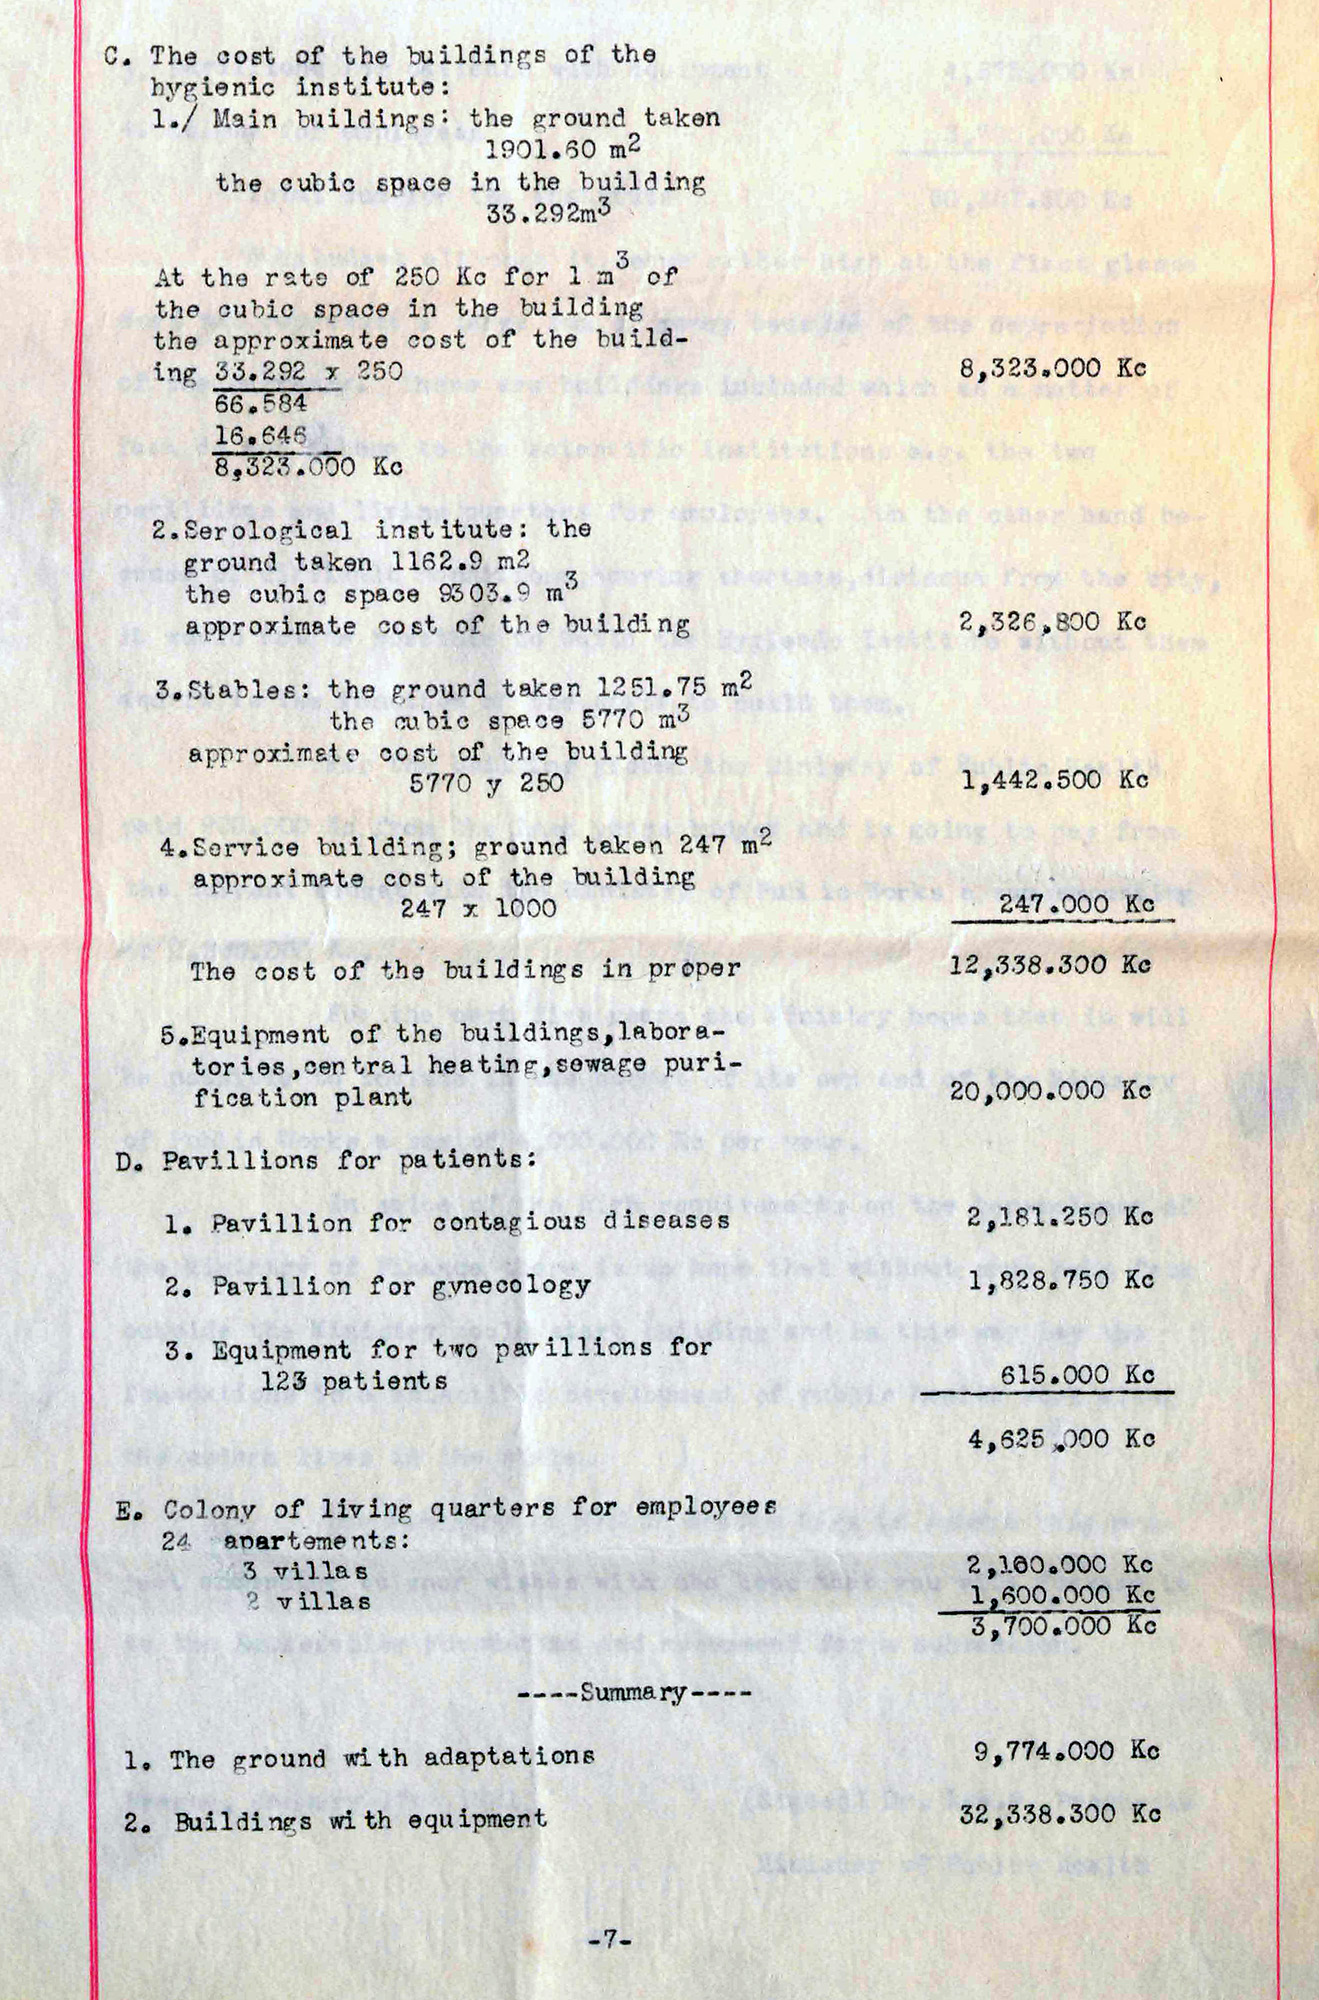 C. The cost of the buildings of the
hygienic institute:
1./ Main buildings: the ground taken
1901.60 m2
the cubic space in the building
33.292m3
At the rate of 250 Kc for 1 m3 of
the cubic space in the building
the approximate cost of the build-
ing 33.292 x 250 8,323.000 Kc
66.584
16.646
8,323.000 Kc
2.Serological institute: the
ground taken 1162.9 m2
the cubic space 9303.9 m3
approximate cost of the building 2,326,800 Kc
3.Stables: the ground taken 1251.75 m2
the cubic space 5770 m3
approximate cost of the building
5770 y 250 1,442.500 Kc
4.Service building; ground taken 247 m2
approximate cost of the building
247 x 1000 247.000 Kc
The cost of the buildings in proper 12,338.300 Kc
5.Equipment of the buildings,labora-
tories,central heating,sewage puri-
fication plant 20,000.000 Kc
D. Pavillions for patients:
1. Pavillion for contagious diseases 2,181.250 Kc
2. Pavillion for gynecology 1,828.750 Kc
3. Equipment for two pavillions for
123 patients 615.000 Kc
4,625,000 Kc
E. Colony of living quarters for employees
24 apartements:
3 villas 2,100.000 Kc
2 villas 1,600.000 Kc
3,700.000 Kc
----Summary----
1. The ground with adaptations 9,774.000 Kc
2. Buildings with equipment 32,338.300 Kc
-7-